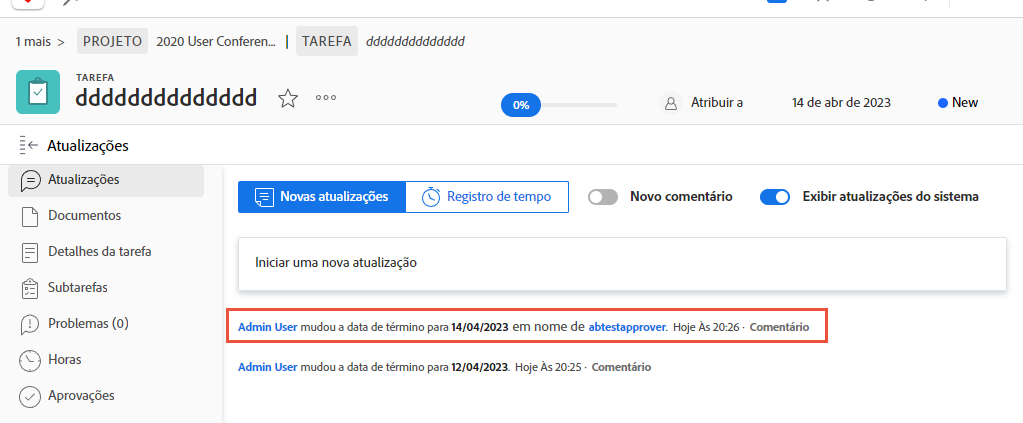 1 mais > PROJETO 2020 User Conferen... | TAREFA dddddddddddddd
TAREFA
dddddddddddddd
0%
Atribuir a
14 de abr de 2023
New
Atualizações
Atualizações
Documentos
Detalhes da tarefa
Subtarefas
Problemas (0)
Horas
Aprovações
Novas atualizações
Registro de tempo
Novo comentário
Exibir atualizações do sistema
Iniciar uma nova atualização
Admin User mudou a data de término para 14/04/2023 em nome de abtestapprover. Hoje Às 20:26 · Comentário
Admin User mudou a data de término para 12/04/2023. Hoje Às 20:25 · Comentário